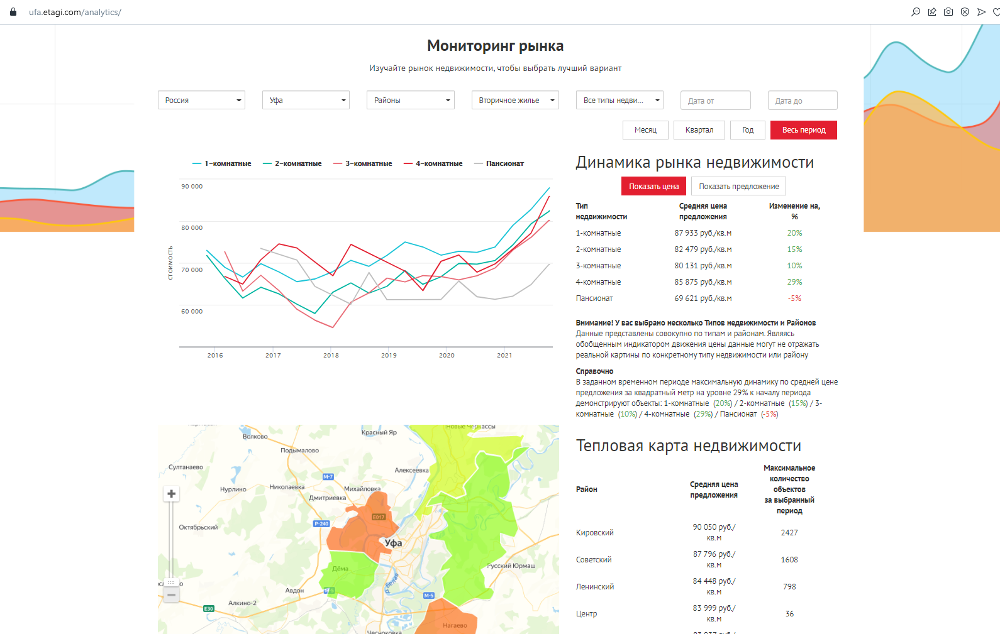 ufa.etagi.com/analytics/
Мониторинг рынка
Изучайте рынок недвижимости, чтобы выбрать лучший вариант
Россия
Уфа
Районы
Вторичное жилье
Все типы недви...
Дата от
Дата до
Месяц
Квартал
Год
Весь период
1-комнатные
2-комнатные
3-комнатные
4-комнатные
Пансионат
90 000
80 000
70 000
60 000
стоимость
2016
2017
2018
2019
2020
2021
Динамика рынка недвижимости
Показать цена
Показать предложение
Тип недвижимости
Средняя цена предложения
Изменение на, %
1-комнатные 87 933 руб./кв.м 20%
2-комнатные 82 479 руб./кв.м 15%
3-комнатные 80 131 руб./кв.м 10%
4-комнатные 85 875 руб./кв.м 29%
Пансионат 69 621 руб./кв.м -5%
Внимание! У вас выбрано несколько Типов недвижимости и Районов
Данные представлены совокупно по типам и районам. Являясь
обобщенным индикатором движения цены данные могут не отражать
реальной картины по конкретному типу недвижимости или району
Справочно
В заданном временном периоде максимальную динамику по средней цене
предложения за квадратный метр на уровне 29% к началу периода
демонстрируют объекты: 1-комнатные (20%) / 2-комнатные (15%) / 3-
комнатные (10%) / 4-комнатные (29%) / Пансионат (-5%)
Новые Черкассы
Красный Яр
Волково
Подымалово
Султанаево
Алексеевка
М-7
Николаевка
Нурлино
Михайловка
Дмитриевка
Е017
Р-240
Октябрьский
Уфа
Дёма
Русский Юрмаш
р.Белая
Авдон
М-5
М-5
Алкино-2
Е30
Нагаево
Чесноковка
Тепловая карта недвижимости
Район
Средняя цена предложения
Максимальное количество объектов за выбранный период
Кировский 90 050 руб./кв.м 2427
Советский 87 796 руб./кв.м 1608
Ленинский 84 448 руб./кв.м 798
Центр 83 999 руб./кв.м 36